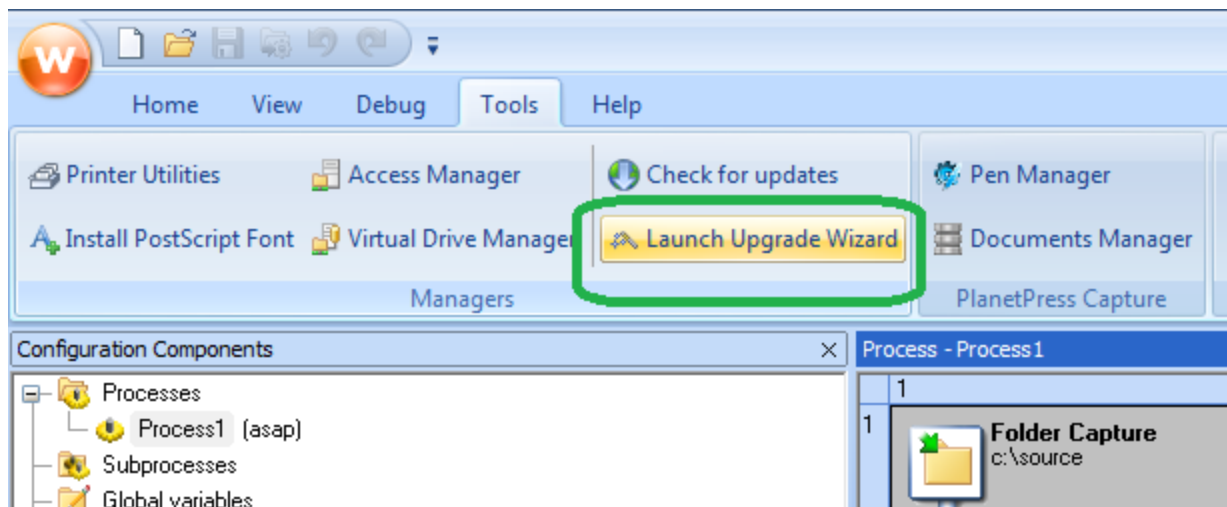 W
Home View Debug Tools Help
Printer Utilities Access Manager Check for updates Pen Manager
Install PostScript Font Virtual Drive Manager Launch Upgrade Wizard Documents Manager
Managers PlanetPress Capture
Configuration Components Process - Process1
Processes 1
Process1 (asap) 1 Folder Capture
c:\source
Subprocesses
Global variables